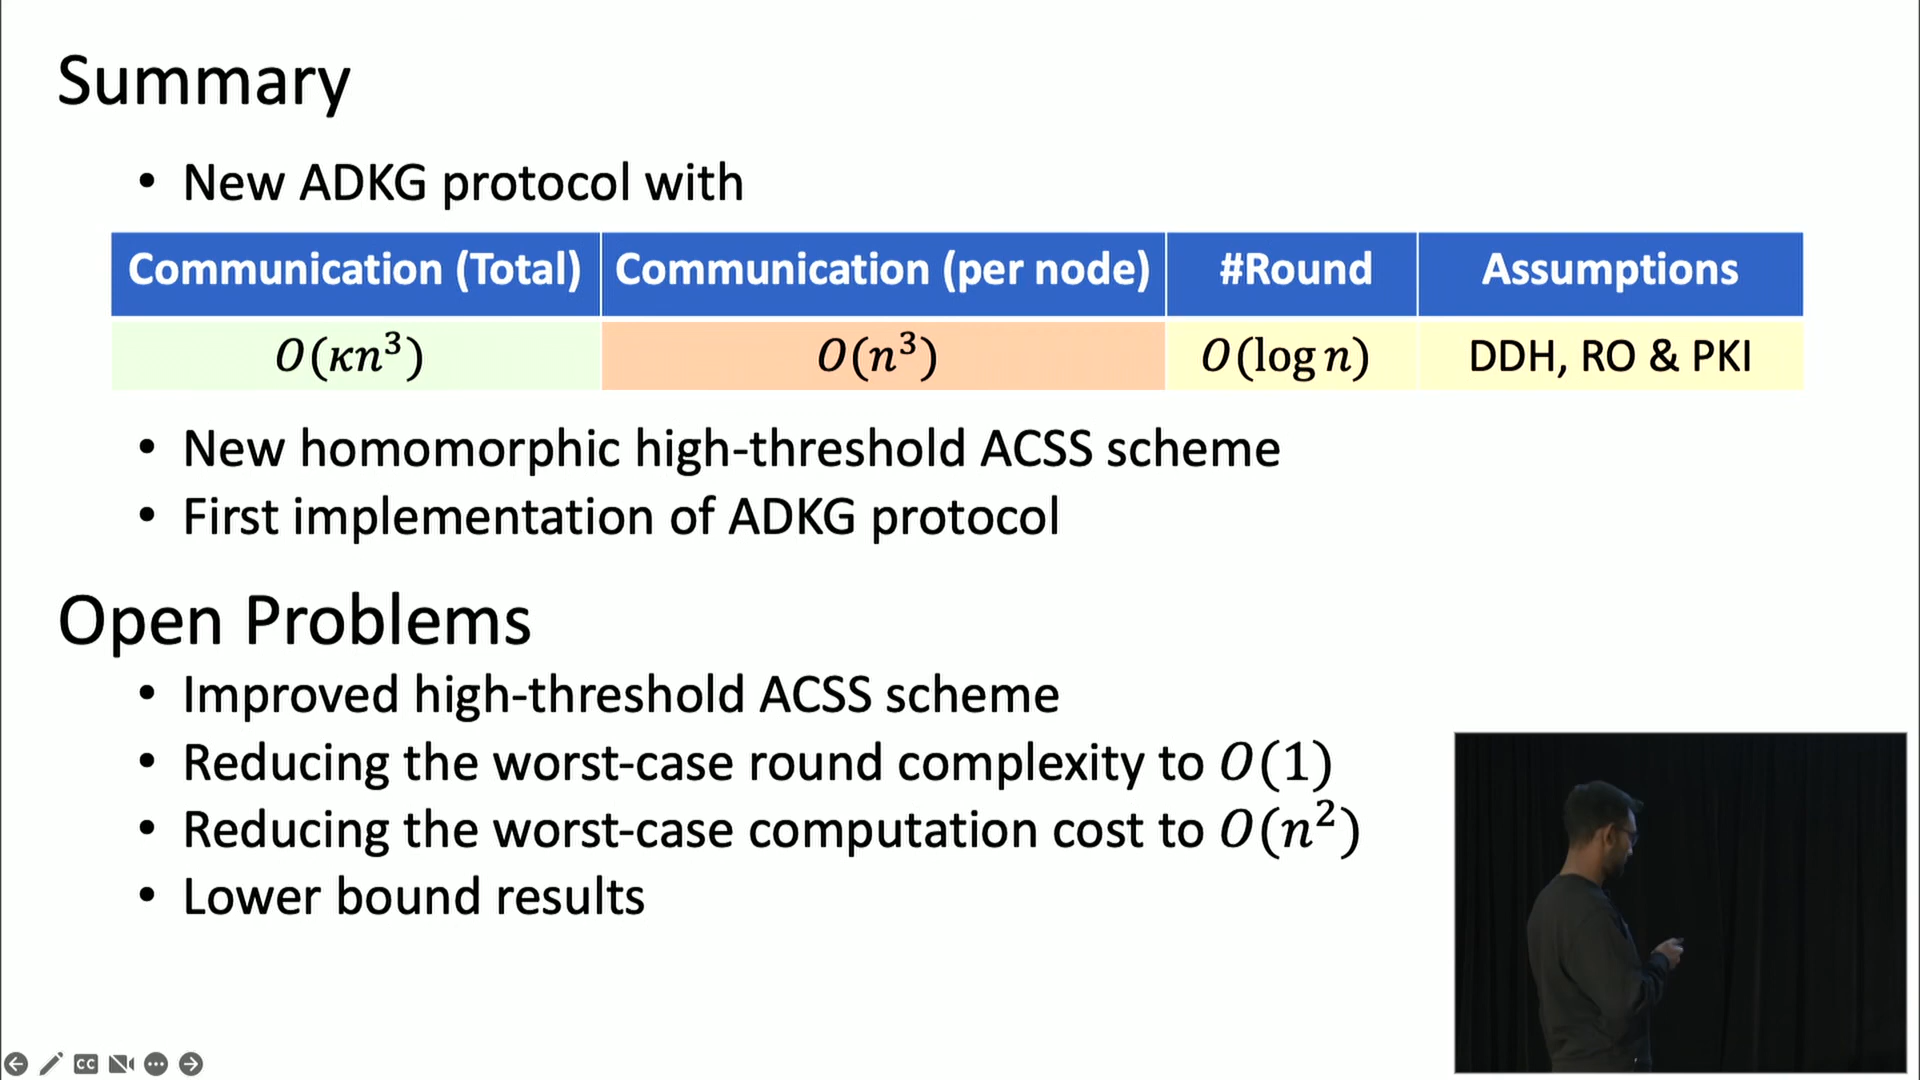 Summary
• New ADKG protocol with
Communication (Total) Communication (per node) #Round Assumptions
O(κn³) O(n³) O(log n) DDH, RO & PKI
• New homomorphic high-threshold ACSS scheme
• First implementation of ADKG protocol
Open Problems
• Improved high-threshold ACSS scheme
• Reducing the worst-case round complexity to O(1)
• Reducing the worst-case computation cost to O(n²)
• Lower bound results
CC